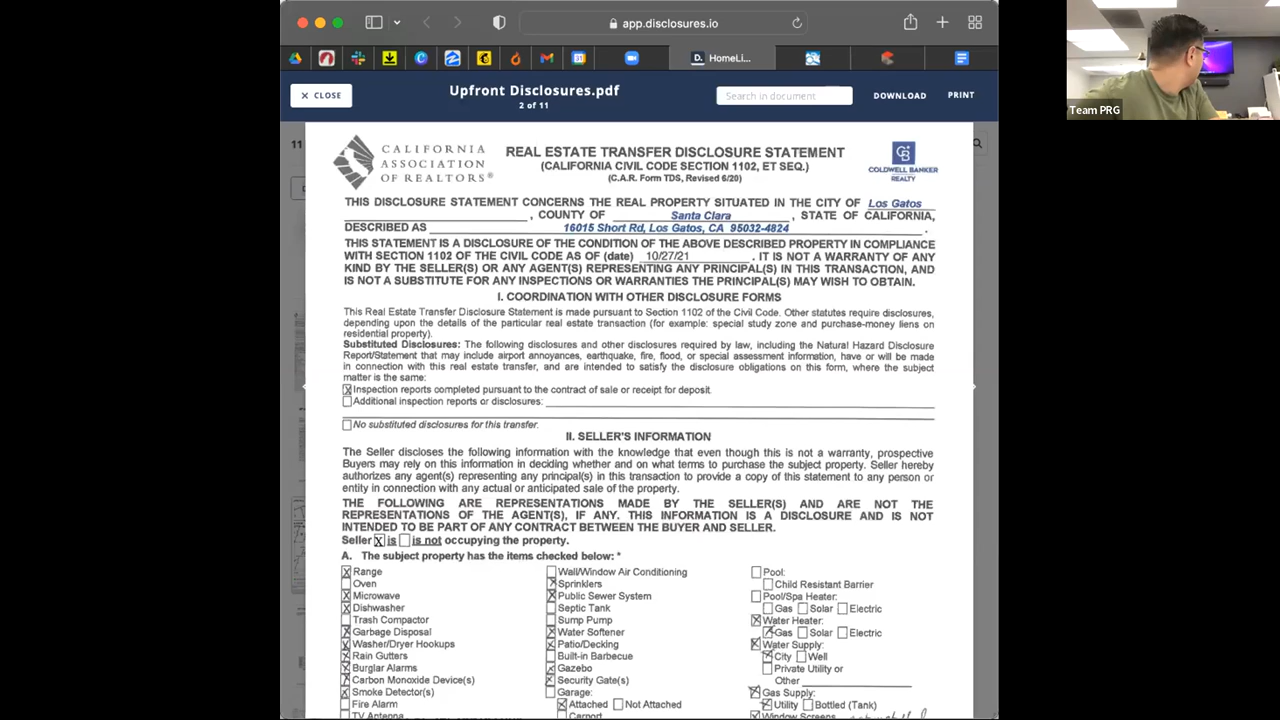 app.disclosures.io
D. HomeLi...
CLOSE
Upfront Disclosures.pdf
2 of 11
Search in document
DOWNLOAD
PRINT
Team PRG
11
CALIFORNIA
ASSOCIATION
OF REALTORS®
REAL ESTATE TRANSFER DISCLOSURE STATEMENT
(CALIFORNIA CIVIL CODE SECTION 1102, ET SEQ.)
(C.A.R. Form TDS, Revised 6/20)
CB
COLDWELL BANKER
REALTY
THIS DISCLOSURE STATEMENT CONCERNS THE REAL PROPERTY SITUATED IN THE CITY OF Los Gatos
, COUNTY OF Santa Clara , STATE OF CALIFORNIA,
DESCRIBED AS 16015 Short Rd, Los Gatos, CA 95032-4824 .
THIS STATEMENT IS A DISCLOSURE OF THE CONDITION OF THE ABOVE DESCRIBED PROPERTY IN COMPLIANCE
WITH SECTION 1102 OF THE CIVIL CODE AS OF (date) 10/27/21 . IT IS NOT A WARRANTY OF ANY
KIND BY THE SELLER(S) OR ANY AGENT(S) REPRESENTING ANY PRINCIPAL(S) IN THIS TRANSACTION, AND
IS NOT A SUBSTITUTE FOR ANY INSPECTIONS OR WARRANTIES THE PRINCIPAL(S) MAY WISH TO OBTAIN.
I. COORDINATION WITH OTHER DISCLOSURE FORMS
This Real Estate Transfer Disclosure Statement is made pursuant to Section 1102 of the Civil Code. Other statutes require disclosures,
depending upon the details of the particular real estate transaction (for example: special study zone and purchase-money liens on
residential property).
Substituted Disclosures: The following disclosures and other disclosures required by law, including the Natural Hazard Disclosure
Report/Statement that may include airport annoyances, earthquake, fire, flood, or special assessment information, have or will be made
in connection with this real estate transfer, and are intended to satisfy the disclosure obligations on this form, where the subject
matter is the same:
X Inspection reports completed pursuant to the contract of sale or receipt for deposit.
Additional inspection reports or disclosures:
No substituted disclosures for this transfer.
II. SELLER'S INFORMATION
The Seller discloses the following information with the knowledge that even though this is not a warranty, prospective
Buyers may rely on this information in deciding whether and on what terms to purchase the subject property. Seller hereby
authorizes any agent(s) representing any principal(s) in this transaction to provide a copy of this statement to any person or
entity in connection with any actual or anticipated sale of the property.
THE FOLLOWING ARE REPRESENTATIONS MADE BY THE SELLER(S) AND ARE NOT THE
REPRESENTATIONS OF THE AGENT(S), IF ANY. THIS INFORMATION IS A DISCLOSURE AND IS NOT
INTENDED TO BE PART OF ANY CONTRACT BETWEEN THE BUYER AND SELLER.
Seller X is is not occupying the property.
A. The subject property has the items checked below: *
X Range
Oven
X Microwave
X Dishwasher
Trash Compactor
X Garbage Disposal
X Washer/Dryer Hookups
X Rain Gutters
X Burglar Alarms
X Carbon Monoxide Device(s)
X Smoke Detector(s)
Fire Alarm
TV Antenna
Wall/Window Air Conditioning
X Sprinklers
X Public Sewer System
Septic Tank
Sump Pump
X Water Softener
X Patio/Decking
Built-in Barbecue
X Gazebo
X Security Gate(s)
Garage:
X Attached Not Attached
Carport
Pool:
Child Resistant Barrier
Pool/Spa Heater:
Gas Solar Electric
X Water Heater:
X Gas Solar Electric
X Water Supply:
X City Well
Private Utility or
Other
X Gas Supply:
X Utility Bottled (Tank)
X Window Screens